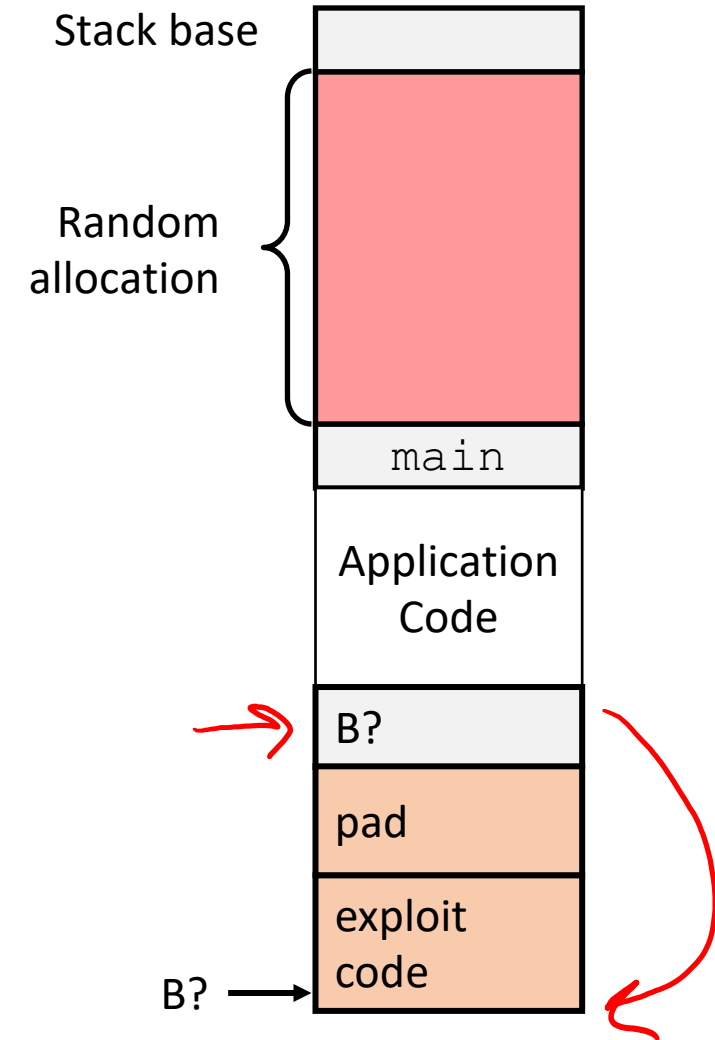 Stack base
Random
allocation
main
Application
Code
B?
pad
exploit
code
B?